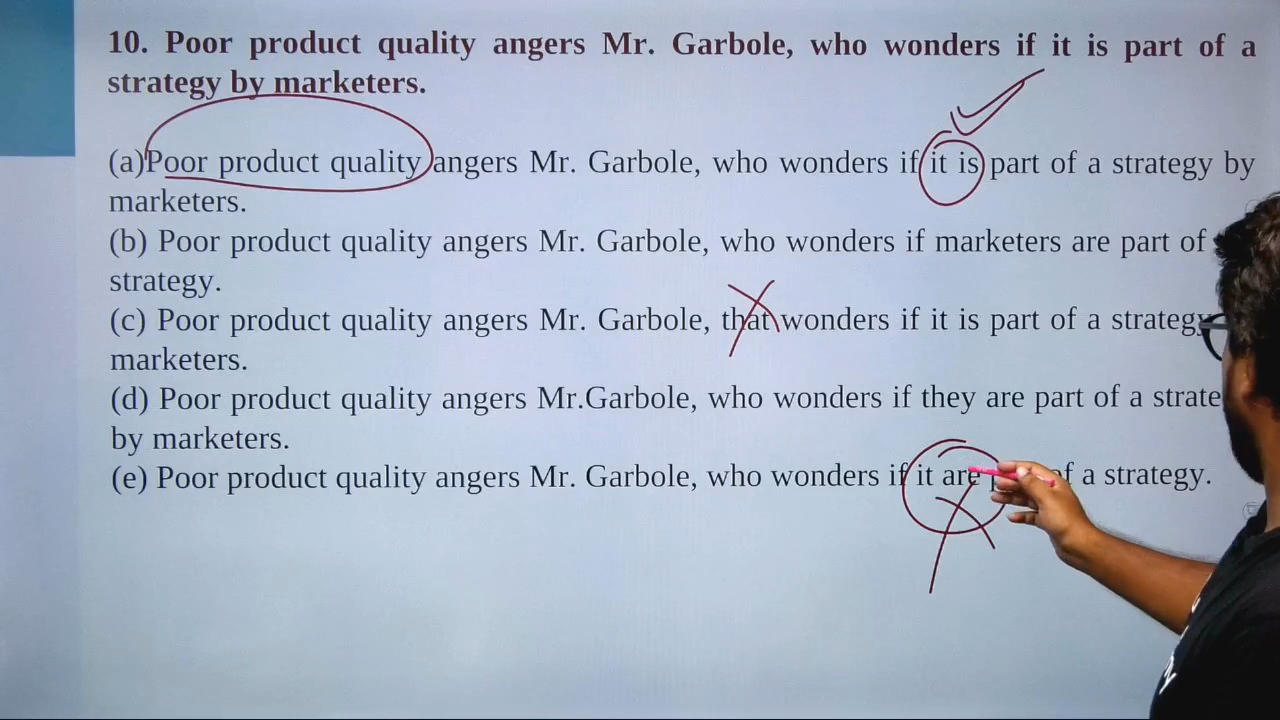 10. Poor product quality angers Mr. Garbole, who wonders if it is part of a
strategy by marketers.
(a)Poor product quality angers Mr. Garbole, who wonders if it is part of a strategy by
marketers.
(b) Poor product quality angers Mr. Garbole, who wonders if marketers are part of
strategy.
(c) Poor product quality angers Mr. Garbole, that wonders if it is part of a strategy
marketers.
(d) Poor product quality angers Mr.Garbole, who wonders if they are part of a strate
by marketers.
(e) Poor product quality angers Mr. Garbole, who wonders if it are of a strategy.